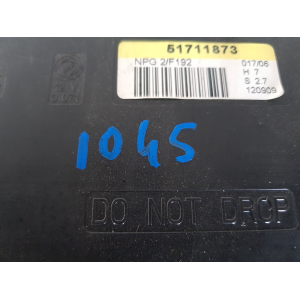 51711873
NPG 2/F192
017/06
H 7
S 2.7
120909
1045
DO NOT DROP